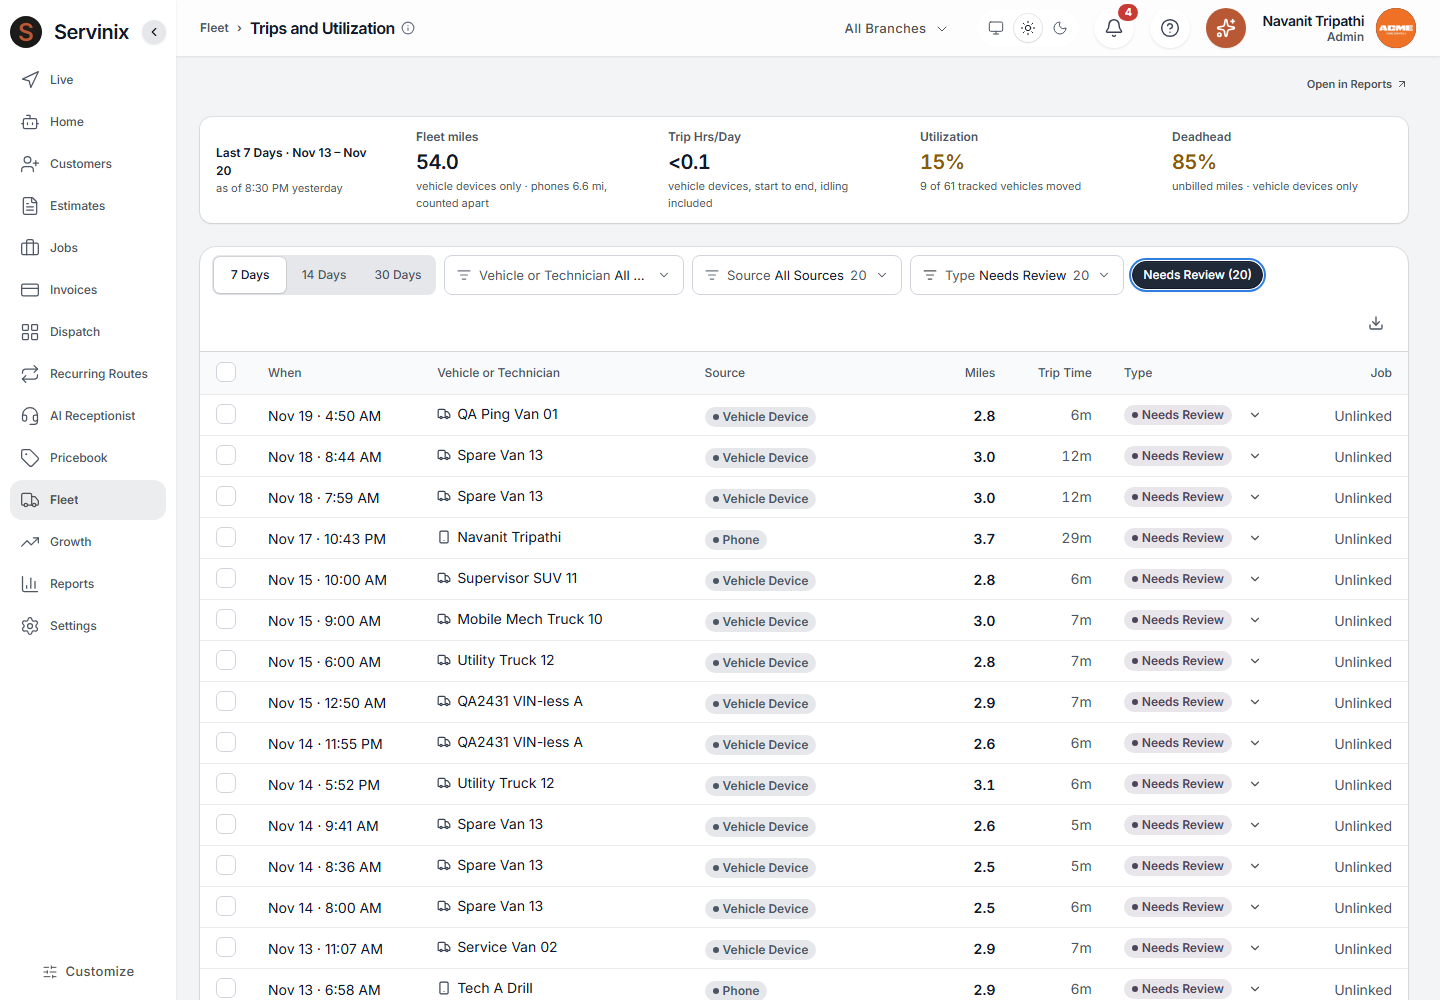 Servinix
Live
Home
Customers
Estimates
Jobs
Invoices
Dispatch
Recurring Routes
AI Receptionist
Pricebook
Fleet
Growth
Reports
Settings
Customize
Fleet › Trips and Utilization
All Branches
4
Navanit Tripathi
Admin
ACME
Open in Reports
Last 7 Days · Nov 13 – Nov
20
as of 8:30 PM yesterday
Fleet miles
54.0
vehicle devices only · phones 6.6 mi,
counted apart
Trip Hrs/Day
<0.1
vehicle devices, start to end, idling
included
Utilization
15%
9 of 61 tracked vehicles moved
Deadhead
85%
unbilled miles · vehicle devices only
7 Days 14 Days 30 Days Vehicle or Technician All ... Source All Sources 20 Type Needs Review 20 Needs Review (20)
When Vehicle or Technician Source Miles Trip Time Type Job
Nov 19 · 4:50 AM QA Ping Van 01 Vehicle Device 2.8 6m Needs Review Unlinked
Nov 18 · 8:44 AM Spare Van 13 Vehicle Device 3.0 12m Needs Review Unlinked
Nov 18 · 7:59 AM Spare Van 13 Vehicle Device 3.0 12m Needs Review Unlinked
Nov 17 · 10:43 PM Navanit Tripathi Phone 3.7 29m Needs Review Unlinked
Nov 15 · 10:00 AM Supervisor SUV 11 Vehicle Device 2.8 6m Needs Review Unlinked
Nov 15 · 9:00 AM Mobile Mech Truck 10 Vehicle Device 3.0 7m Needs Review Unlinked
Nov 15 · 6:00 AM Utility Truck 12 Vehicle Device 2.8 7m Needs Review Unlinked
Nov 15 · 12:50 AM QA2431 VIN-less A Vehicle Device 2.9 7m Needs Review Unlinked
Nov 14 · 11:55 PM QA2431 VIN-less A Vehicle Device 2.6 6m Needs Review Unlinked
Nov 14 · 5:52 PM Utility Truck 12 Vehicle Device 3.1 6m Needs Review Unlinked
Nov 14 · 9:41 AM Spare Van 13 Vehicle Device 2.6 5m Needs Review Unlinked
Nov 14 · 8:36 AM Spare Van 13 Vehicle Device 2.5 5m Needs Review Unlinked
Nov 14 · 8:00 AM Spare Van 13 Vehicle Device 2.5 6m Needs Review Unlinked
Nov 13 · 11:07 AM Service Van 02 Vehicle Device 2.9 7m Needs Review Unlinked
Nov 13 · 6:58 AM Tech A Drill Phone 2.9 6m Needs Review Unlinked